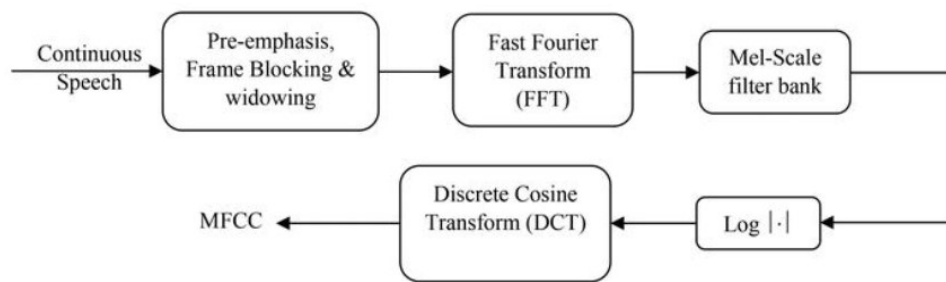 Continuous
Speech
Pre-emphasis,
Frame Blocking &
widowing
Fast Fourier
Transform
(FFT)
Mel-Scale
filter bank
MFCC
Discrete Cosine
Transform (DCT)
Log |·|